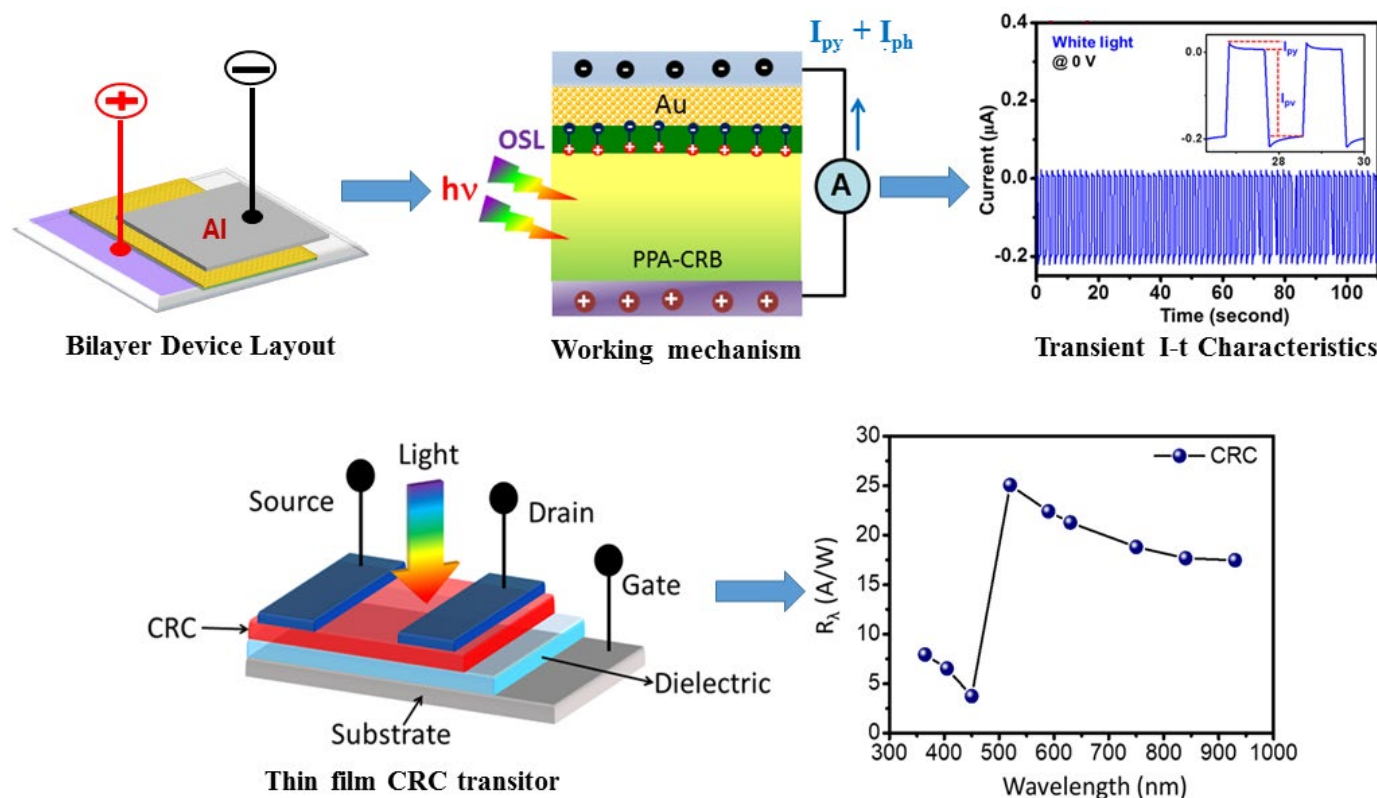 +
−
Al
Bilayer Device Layout
I_py + I_ph
Au
OSL
hν
A
PPA-CRB
Working mechanism
0.4
0.2
0.0
-0.2
White light
@ 0 V
0.0
-0.2
I_py
I_pv
28
30
0 20 40 60 80 100
Current (µA)
Time (second)
Transient I-t Characteristics
Light
Source
Drain
Gate
CRC
Dielectric
Substrate
Thin film CRC transitor
30
25
20
15
10
5
0
CRC
R_λ (A/W)
300 400 500 600 700 800 900 1000
Wavelength (nm)